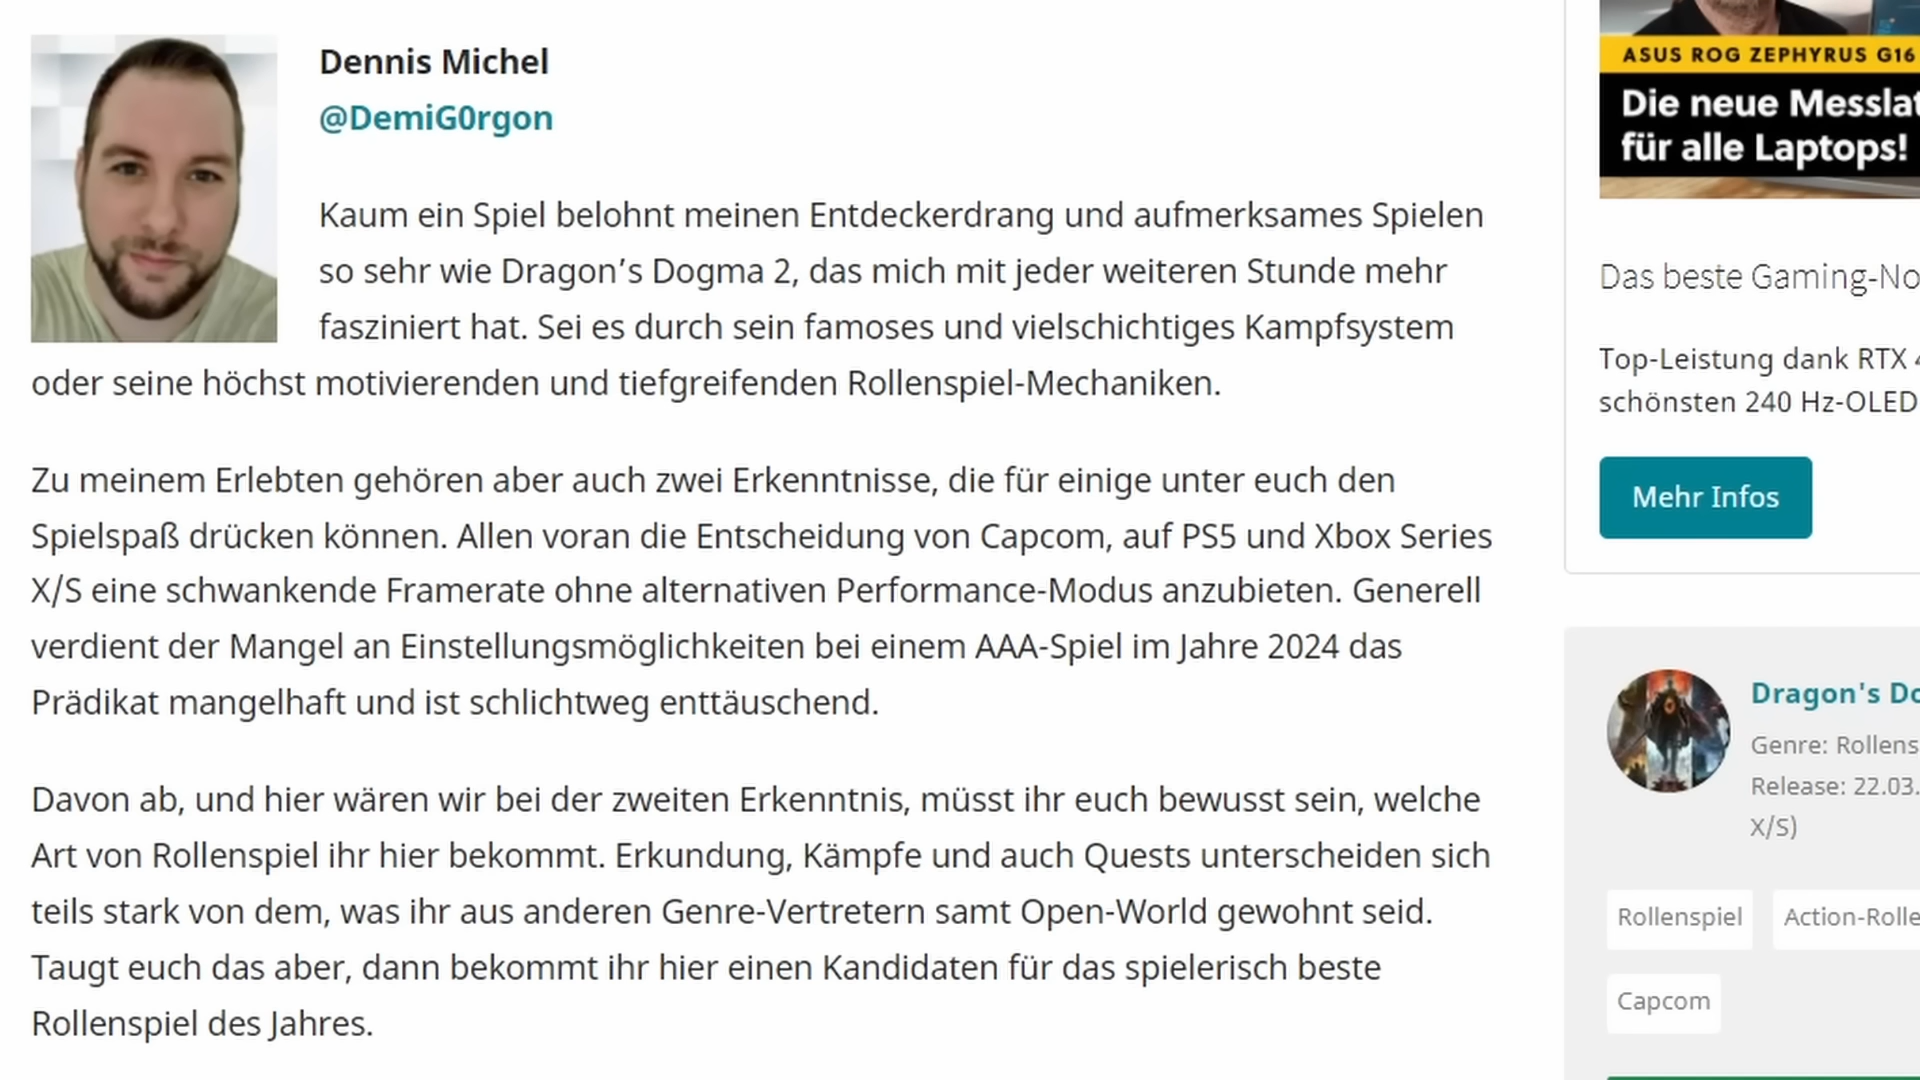 Dennis Michel
@DemiG0rgon
Kaum ein Spiel belohnt meinen Entdeckerdrang und aufmerksames Spielen
so sehr wie Dragon’s Dogma 2, das mich mit jeder weiteren Stunde mehr
fasziniert hat. Sei es durch sein famoses und vielschichtiges Kampfsystem
oder seine höchst motivierenden und tiefgreifenden Rollenspiel-Mechaniken.
Zu meinem Erlebten gehören aber auch zwei Erkenntnisse, die für einige unter euch den
Spielspaß drücken können. Allen voran die Entscheidung von Capcom, auf PS5 und Xbox Series
X/S eine schwankende Framerate ohne alternativen Performance-Modus anzubieten. Generell
verdient der Mangel an Einstellungsmöglichkeiten bei einem AAA-Spiel im Jahre 2024 das
Prädikat mangelhaft und ist schlichtweg enttäuschend.
Davon ab, und hier wären wir bei der zweiten Erkenntnis, müsst ihr euch bewusst sein, welche
Art von Rollenspiel ihr hier bekommt. Erkundung, Kämpfe und auch Quests unterscheiden sich
teils stark von dem, was ihr aus anderen Genre-Vertretern samt Open-World gewohnt seid.
Taugt euch das aber, dann bekommt ihr hier einen Kandidaten für das spielerisch beste
Rollenspiel des Jahres.
ASUS ROG ZEPHYRUS G16
Die neue Messlat
für alle Laptops!
Das beste Gaming-No
Top-Leistung dank RTX 4
schönsten 240 Hz-OLED
Mehr Infos
Dragon's Do
Genre: Rollens
Release: 22.03.
X/S)
Rollenspiel
Action-Rolle
Capcom